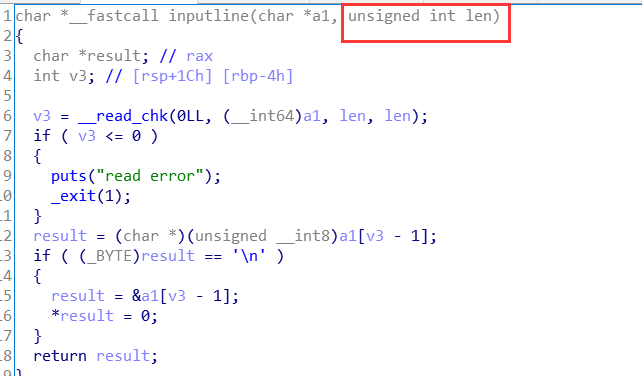 1 char *__fastcall inputline(char *a1, unsigned int len)
2 {
3   char *result; // rax
4   int v3; // [rsp+1Ch] [rbp-4h]
5
6   v3 = __read_chk(0LL, (__int64)a1, len, len);
7   if ( v3 <= 0 )
8   {
9     puts("read error");
10     _exit(1);
11   }
12   result = (char *)(unsigned __int8)a1[v3 - 1];
13   if ( (_BYTE)result == '\n' )
14   {
15     result = &a1[v3 - 1];
16     *result = 0;
17   }
18   return result;
9 }